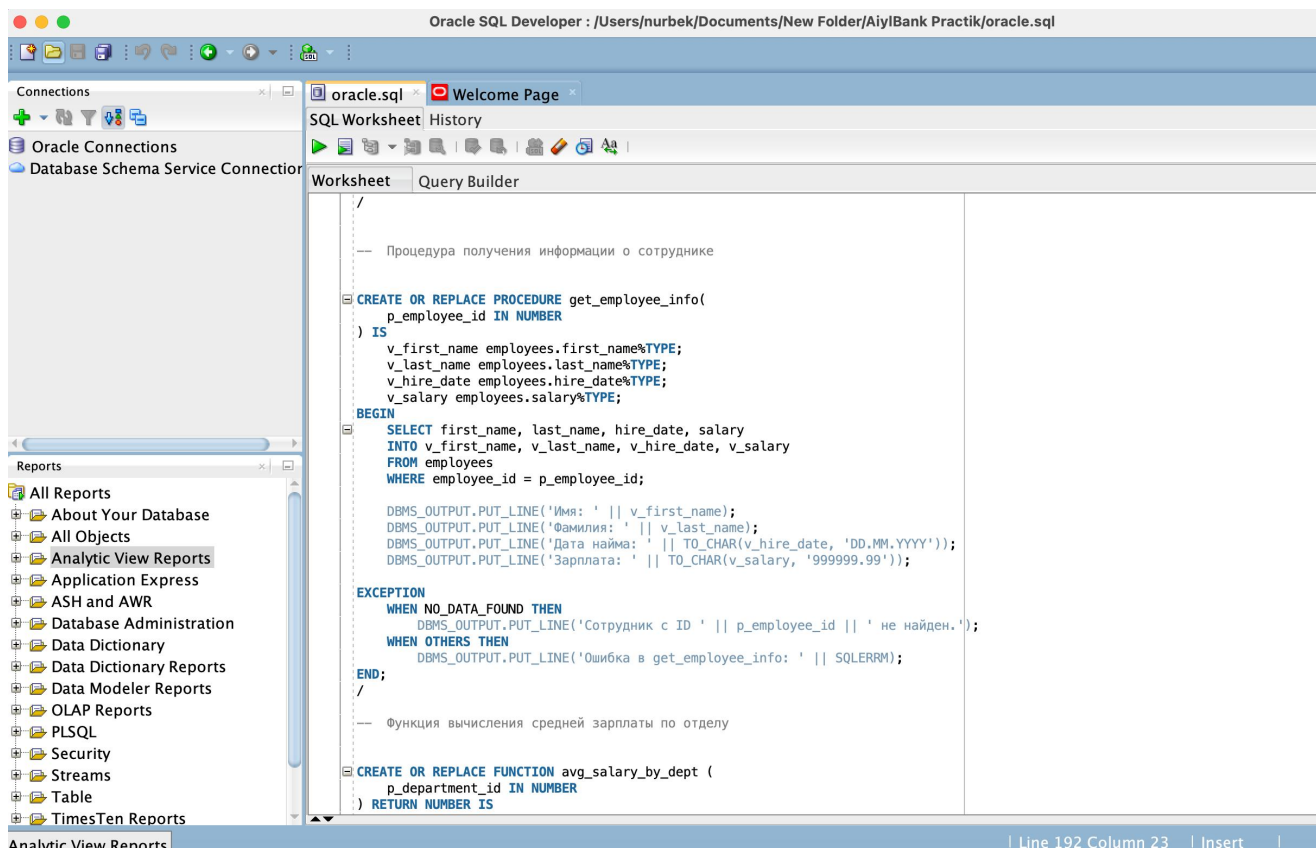 Oracle SQL Developer : /Users/nurbek/Documents/New Folder/AiylBank Practik/oracle.sql
Connections
Oracle Connections
Database Schema Service Connection
Reports
All Reports
About Your Database
All Objects
Analytic View Reports
Application Express
ASH and AWR
Database Administration
Data Dictionary
Data Dictionary Reports
Data Modeler Reports
OLAP Reports
PLSQL
Security
Streams
Table
TimesTen Reports
oracle.sql
Welcome Page
SQL Worksheet History
Worksheet Query Builder
/
-- Процедура получения информации о сотруднике
CREATE OR REPLACE PROCEDURE get_employee_info(
p_employee_id IN NUMBER
) IS
v_first_name employees.first_name%TYPE;
v_last_name employees.last_name%TYPE;
v_hire_date employees.hire_date%TYPE;
v_salary employees.salary%TYPE;
BEGIN
SELECT first_name, last_name, hire_date, salary
INTO v_first_name, v_last_name, v_hire_date, v_salary
FROM employees
WHERE employee_id = p_employee_id;
DBMS_OUTPUT.PUT_LINE('Имя: ' || v_first_name);
DBMS_OUTPUT.PUT_LINE('Фамилия: ' || v_last_name);
DBMS_OUTPUT.PUT_LINE('Дата найма: ' || TO_CHAR(v_hire_date, 'DD.MM.YYYY'));
DBMS_OUTPUT.PUT_LINE('Зарплата: ' || TO_CHAR(v_salary, '999999.99'));
EXCEPTION
WHEN NO_DATA_FOUND THEN
DBMS_OUTPUT.PUT_LINE('Сотрудник с ID ' || p_employee_id || ' не найден.');
WHEN OTHERS THEN
DBMS_OUTPUT.PUT_LINE('Ошибка в get_employee_info: ' || SQLERRM);
END;
/
-- Функция вычисления средней зарплаты по отделу
CREATE OR REPLACE FUNCTION avg_salary_by_dept (
p_department_id IN NUMBER
) RETURN NUMBER IS
Analytic View Reports
Line 192 Column 23 | Insert